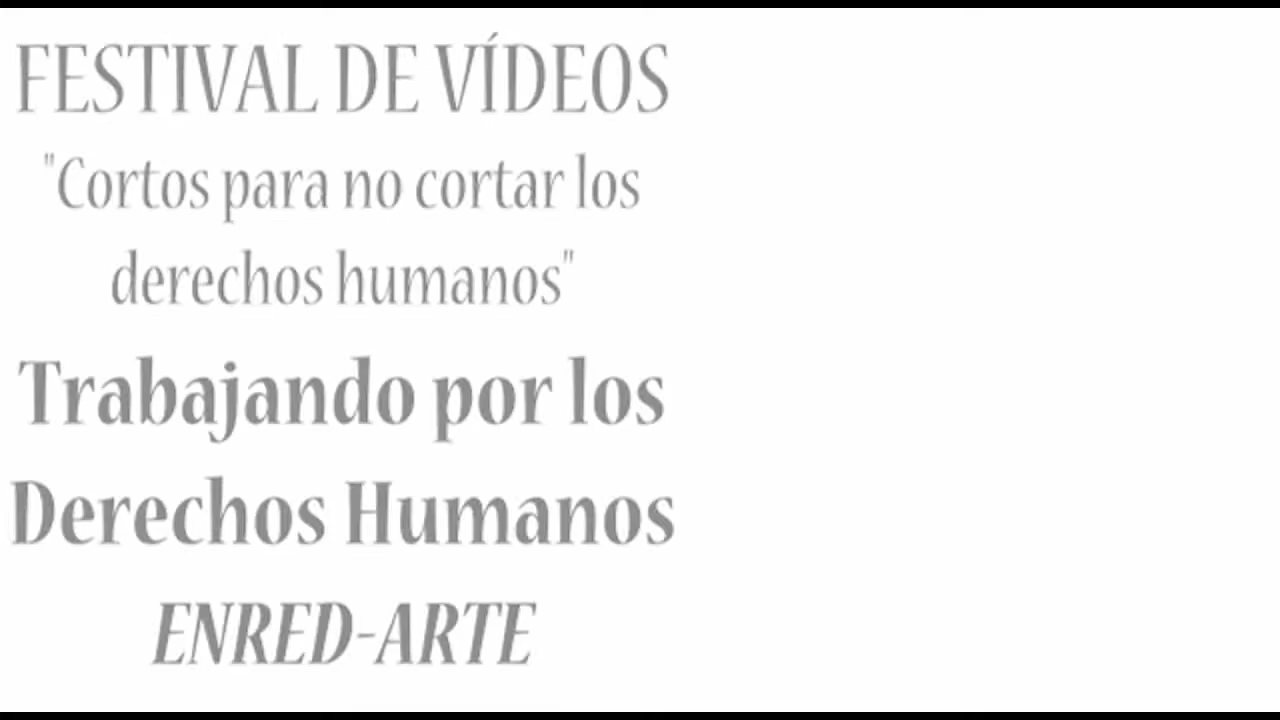 FESTIVAL DE VÍDEOS
"Cortos para no cortar los
derechos humanos"
Trabajando por los
Derechos Humanos
ENRED-ARTE